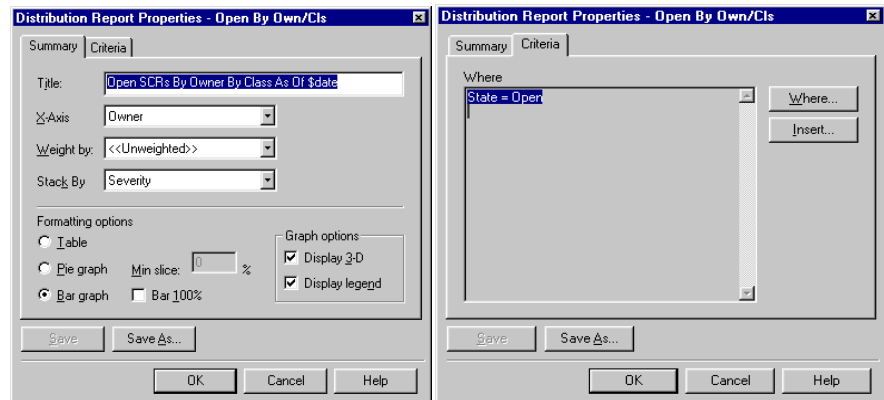 Distribution Report Properties - Open By Own/Cls
Summary Criteria
Title: Open SCRs By Owner By Class As Of $date
X-Axis Owner
Weight by: <<Unweighted>>
Stack By Severity
Formatting options
Table
Pie graph Min slice: 0 %
Bar graph Bar 100%
Graph options
Display 3-D
Display legend
Save Save As...
OK Cancel Help
Distribution Report Properties - Open By Own/Cls
Summary Criteria
Where
State = Open
Where...
Insert...
Save Save As...
OK Cancel Help